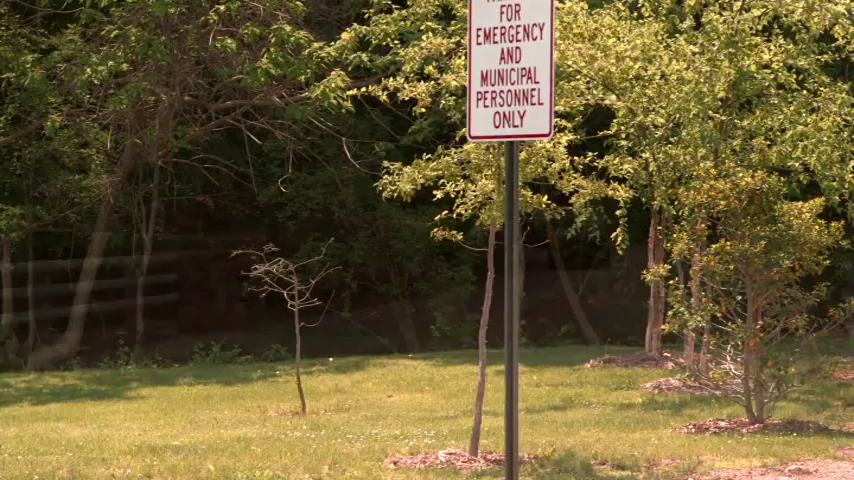 FOR
EMERGENCY
AND
MUNICIPAL
PERSONNEL
ONLY